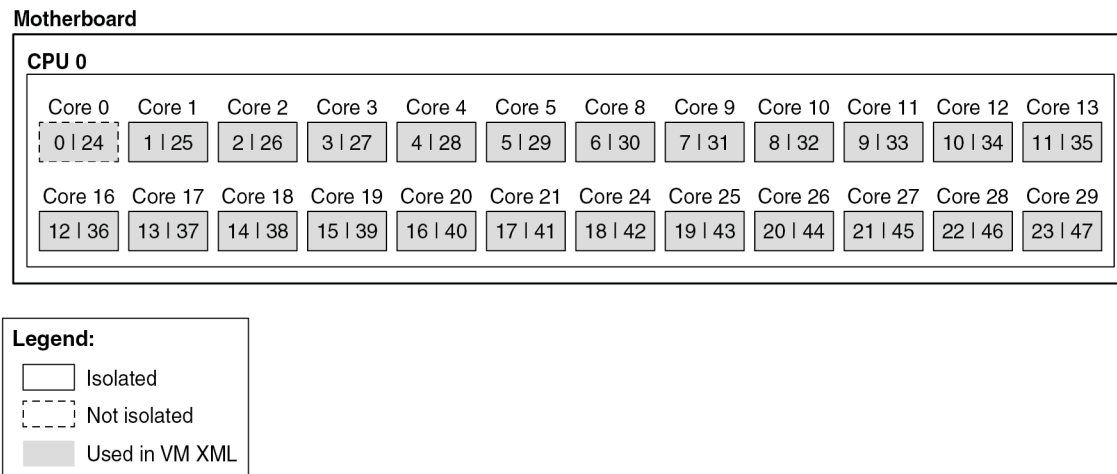 Motherboard
CPU 0
Core 0 Core 1 Core 2 Core 3 Core 4 Core 5 Core 8 Core 9 Core 10 Core 11 Core 12 Core 13
0 | 24 1 | 25 2 | 26 3 | 27 4 | 28 5 | 29 6 | 30 7 | 31 8 | 32 9 | 33 10 | 34 11 | 35
Core 16 Core 17 Core 18 Core 19 Core 20 Core 21 Core 24 Core 25 Core 26 Core 27 Core 28 Core 29
12 | 36 13 | 37 14 | 38 15 | 39 16 | 40 17 | 41 18 | 42 19 | 43 20 | 44 21 | 45 22 | 46 23 | 47
Legend:
Isolated
Not isolated
Used in VM XML